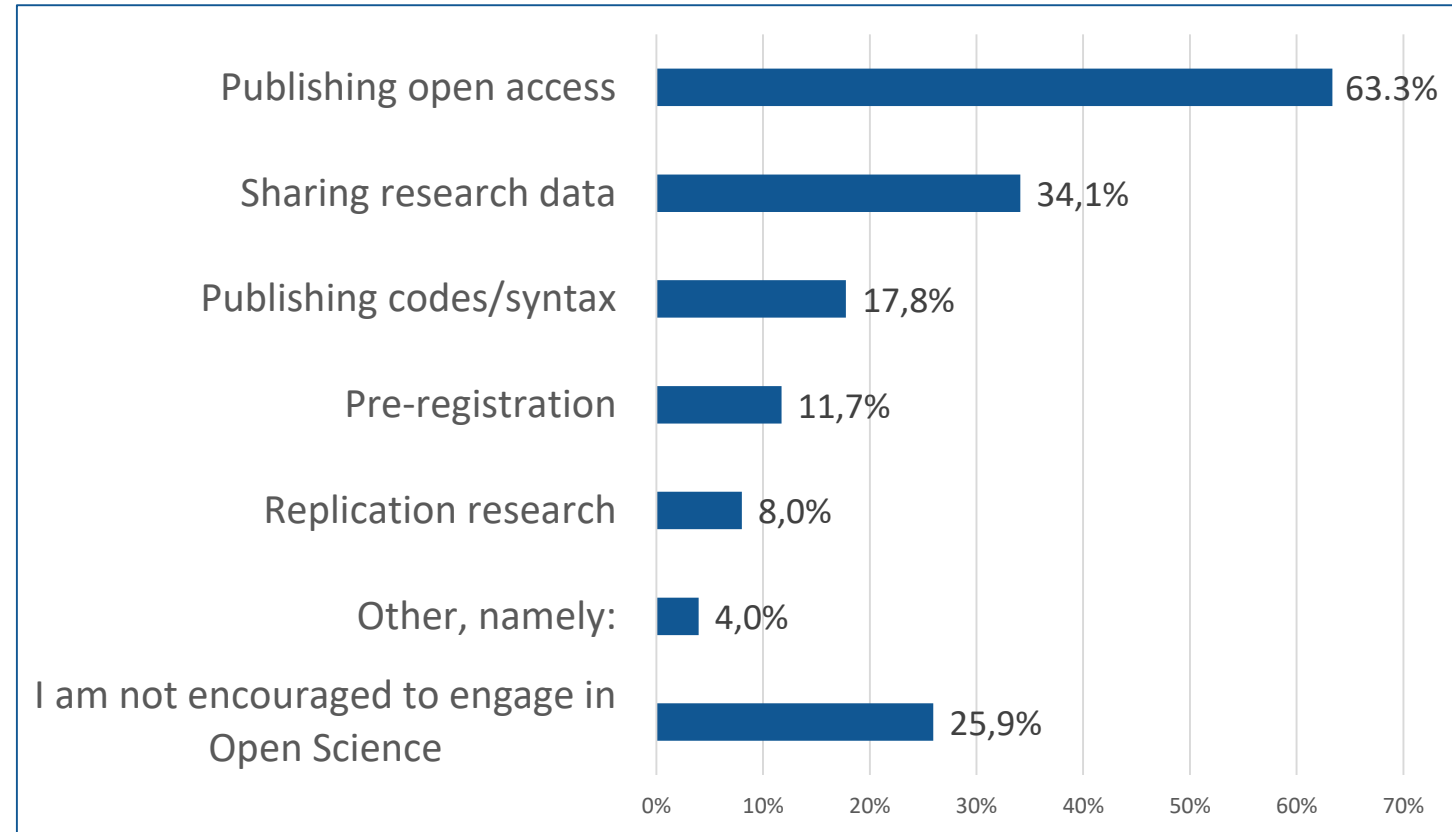 Publishing open access 63.3%
Sharing research data 34,1%
Publishing codes/syntax 17,8%
Pre-registration 11,7%
Replication research 8,0%
Other, namely: 4,0%
I am not encouraged to engage in
Open Science 25,9%
0% 10% 20% 30% 40% 50% 60% 70%